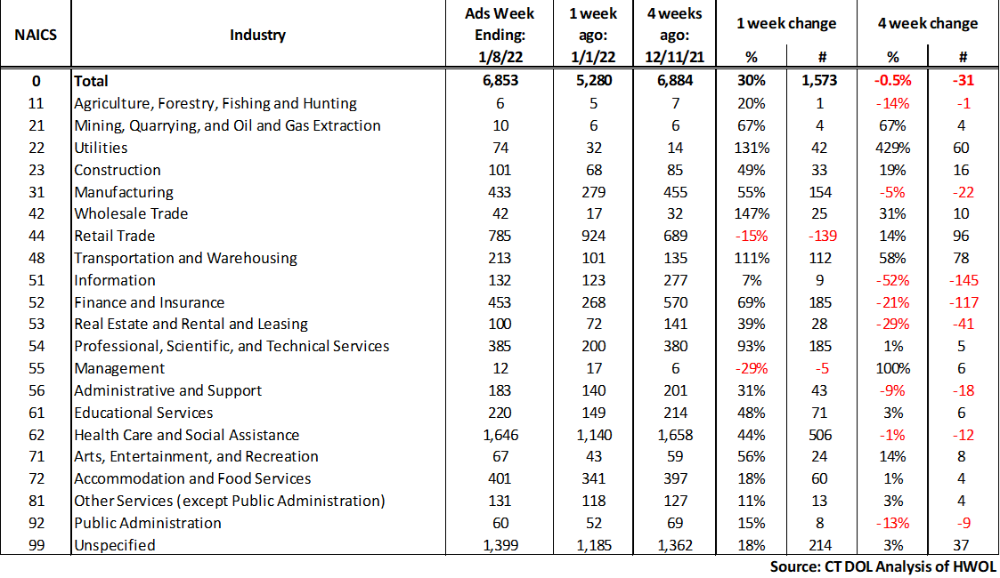 NAICS Industry Ads Week Ending: 1/8/22 1 week ago: 1/1/22 4 weeks ago: 12/11/21 1 week change 4 week change
% # % #
0 Total 6,853 5,280 6,884 30% 1,573 -0.5% -31
11 Agriculture, Forestry, Fishing and Hunting 6 5 7 20% 1 -14% -1
21 Mining, Quarrying, and Oil and Gas Extraction 10 6 6 67% 4 67% 4
22 Utilities 74 32 14 131% 42 429% 60
23 Construction 101 68 85 49% 33 19% 16
31 Manufacturing 433 279 455 55% 154 -5% -22
42 Wholesale Trade 42 17 32 147% 25 31% 10
44 Retail Trade 785 924 689 -15% -139 14% 96
48 Transportation and Warehousing 213 101 135 111% 112 58% 78
51 Information 132 123 277 7% 9 -52% -145
52 Finance and Insurance 453 268 570 69% 185 -21% -117
53 Real Estate and Rental and Leasing 100 72 141 39% 28 -29% -41
54 Professional, Scientific, and Technical Services 385 200 380 93% 185 1% 5
55 Management 12 17 6 -29% -5 100% 6
56 Administrative and Support 183 140 201 31% 43 -9% -18
61 Educational Services 220 149 214 48% 71 3% 6
62 Health Care and Social Assistance 1,646 1,140 1,658 44% 506 -1% -12
71 Arts, Entertainment, and Recreation 67 43 59 56% 24 14% 8
72 Accommodation and Food Services 401 341 397 18% 60 1% 4
81 Other Services (except Public Administration) 131 118 127 11% 13 3% 4
92 Public Administration 60 52 69 15% 8 -13% -9
99 Unspecified 1,399 1,185 1,362 18% 214 3% 37
Source: CT DOL Analysis of HWOL